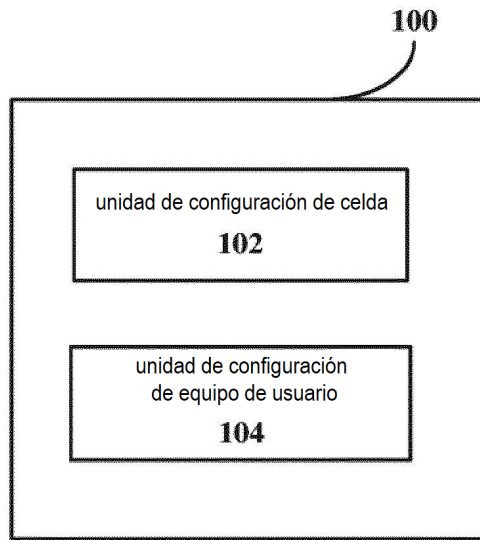 100
unidad de configuración de celda
102
unidad de configuración
de equipo de usuario
104